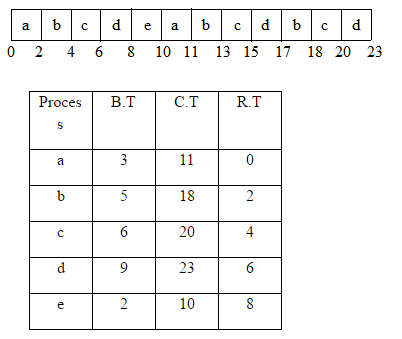 a b c d e a b c d b c d
0 2 4 6 8 10 11 13 15 17 18 20 23
Proces
s B.T C.T R.T
a 3 11 0
b 5 18 2
c 6 20 4
d 9 23 6
e 2 10 8